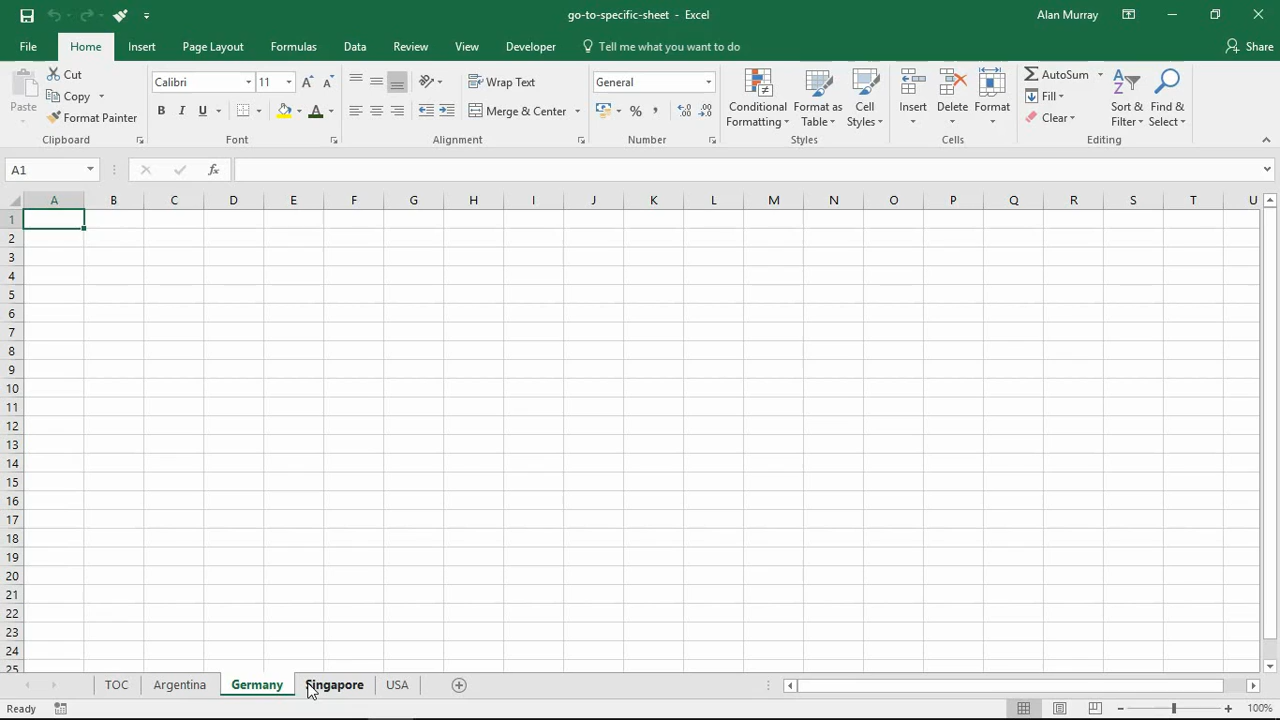 go-to-specific-sheet - Excel
Alan Murray
File Home Insert Page Layout Formulas Data Review View Developer Tell me what you want to do Share
Paste
Cut
Copy
Format Painter
Clipboard
Calibri 11
B I U A
Font
Wrap Text
Merge & Center
Alignment
General
% ,
Number
Conditional Formatting
Format as Table
Cell Styles
Styles
Insert
Delete
Format
Cells
AutoSum
Fill
Clear
Sort & Filter
Find & Select
Editing
A1 fx
A B C D E F G H I J K L M N O P Q R S T U
1
2
3
4
5
6
7
8
9
10
11
12
13
14
15
16
17
18
19
20
21
22
23
24
25
TOC Argentina Germany Singapore USA
Ready
100%